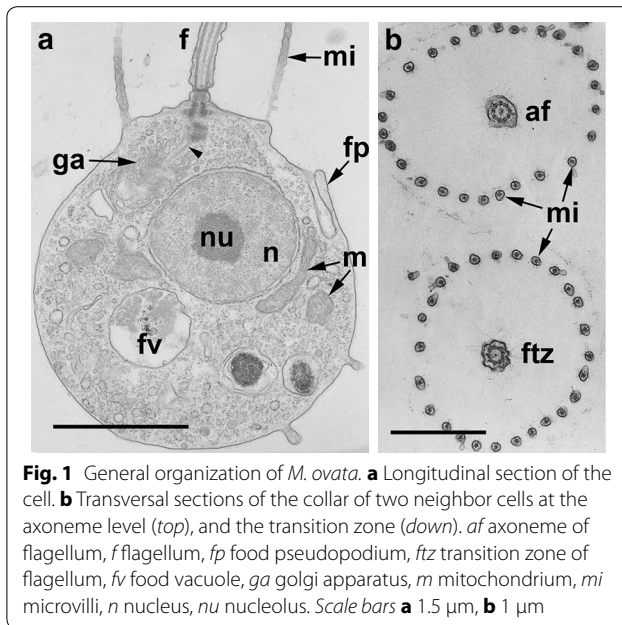 a
f
mi
ga
fp
nu
n
m
fv
b
af
mi
ftz
Fig. 1 General organization of M. ovata. a Longitudinal section of the
cell. b Transversal sections of the collar of two neighbor cells at the
axoneme level (top), and the transition zone (down). af axoneme of
flagellum, f flagellum, fp food pseudopodium, ftz transition zone of
flagellum, fv food vacuole, ga golgi apparatus, m mitochondrium, mi
microvilli, n nucleus, nu nucleolus. Scale bars a 1.5 μm, b 1 μm